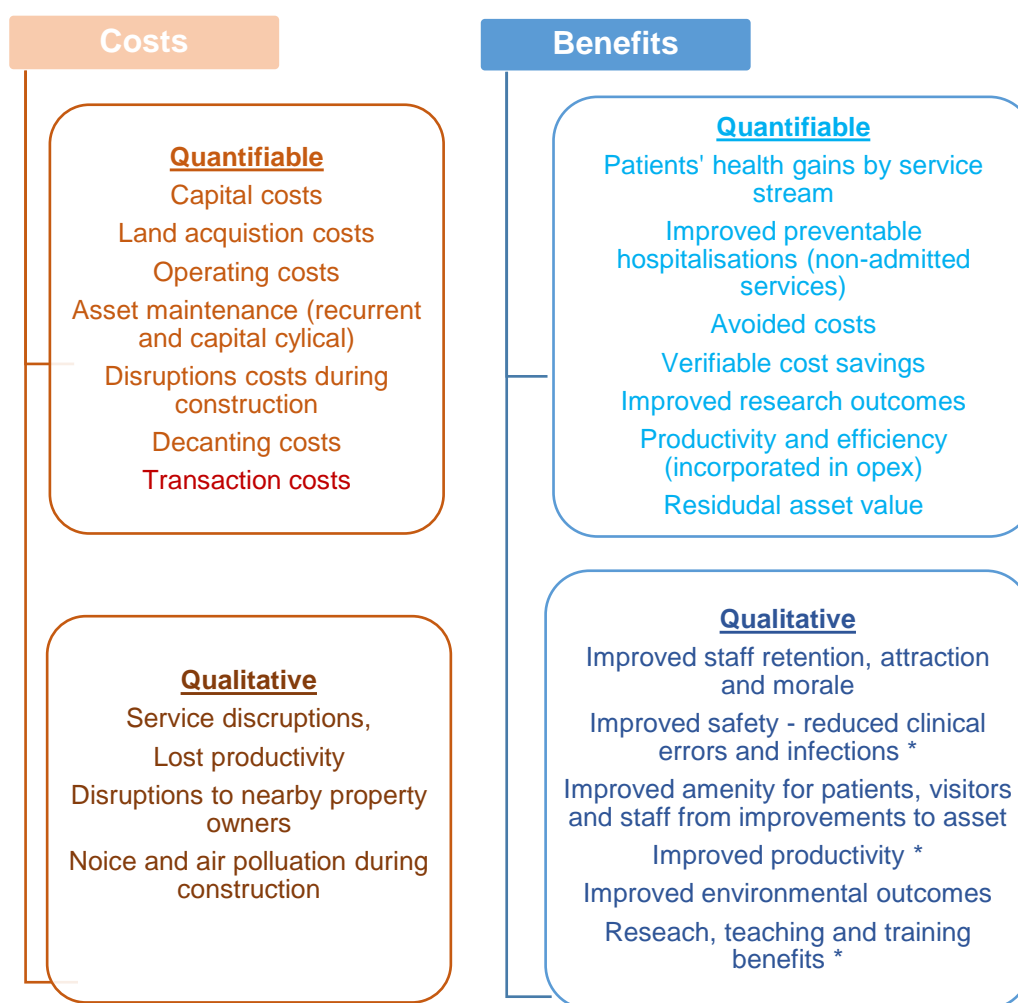 Costs
Quantifiable
Capital costs
Land acquistion costs
Operating costs
Asset maintenance (recurrent
and capital cylical)
Disruptions costs during
construction
Decanting costs
Transaction costs
Qualitative
Service discruptions,
Lost productivity
Disruptions to nearby property
owners
Noice and air polluation during
construction
Benefits
Quantifiable
Patients' health gains by service
stream
Improved preventable
hospitalisations (non-admitted
services)
Avoided costs
Verifiable cost savings
Improved research outcomes
Productivity and efficiency
(incorporated in opex)
Residudal asset value
Qualitative
Improved staff retention, attraction
and morale
Improved safety - reduced clinical
errors and infections *
Improved amenity for patients, visitors
and staff from improvements to asset
Improved productivity *
Improved environmental outcomes
Reseach, teaching and training
benefits *